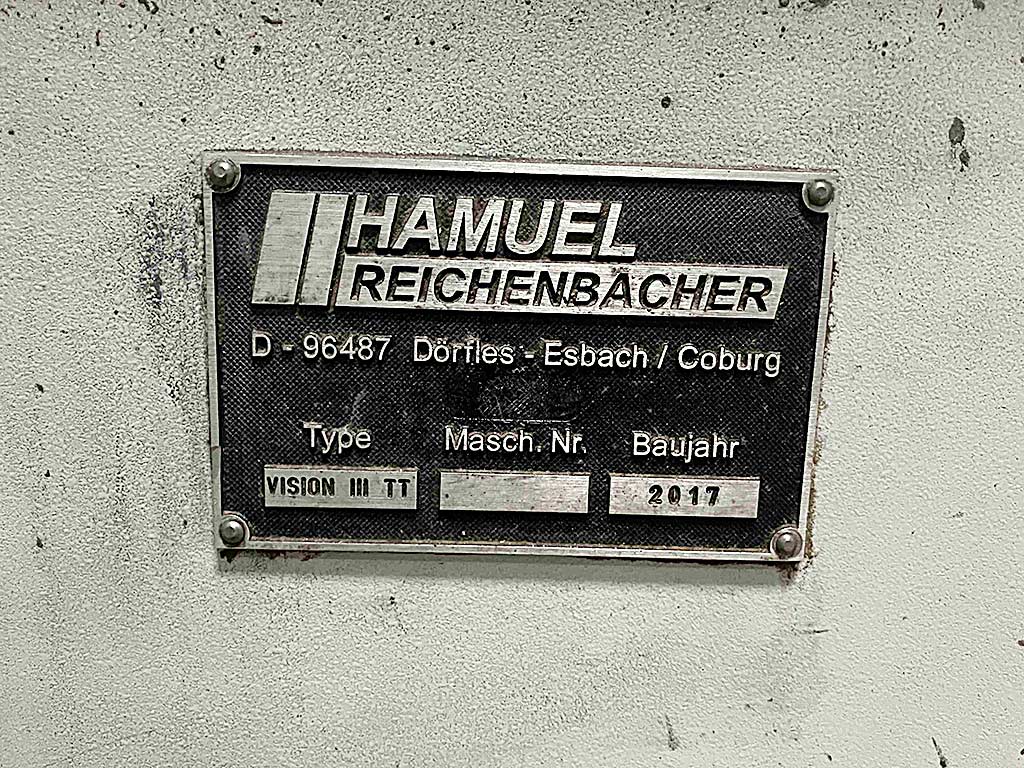 HAMUEL
REICHENBACHER
D - 96487 Dörfles - Esbach / Coburg
Type Masch. Nr. Baujahr
VISION III TT 2017